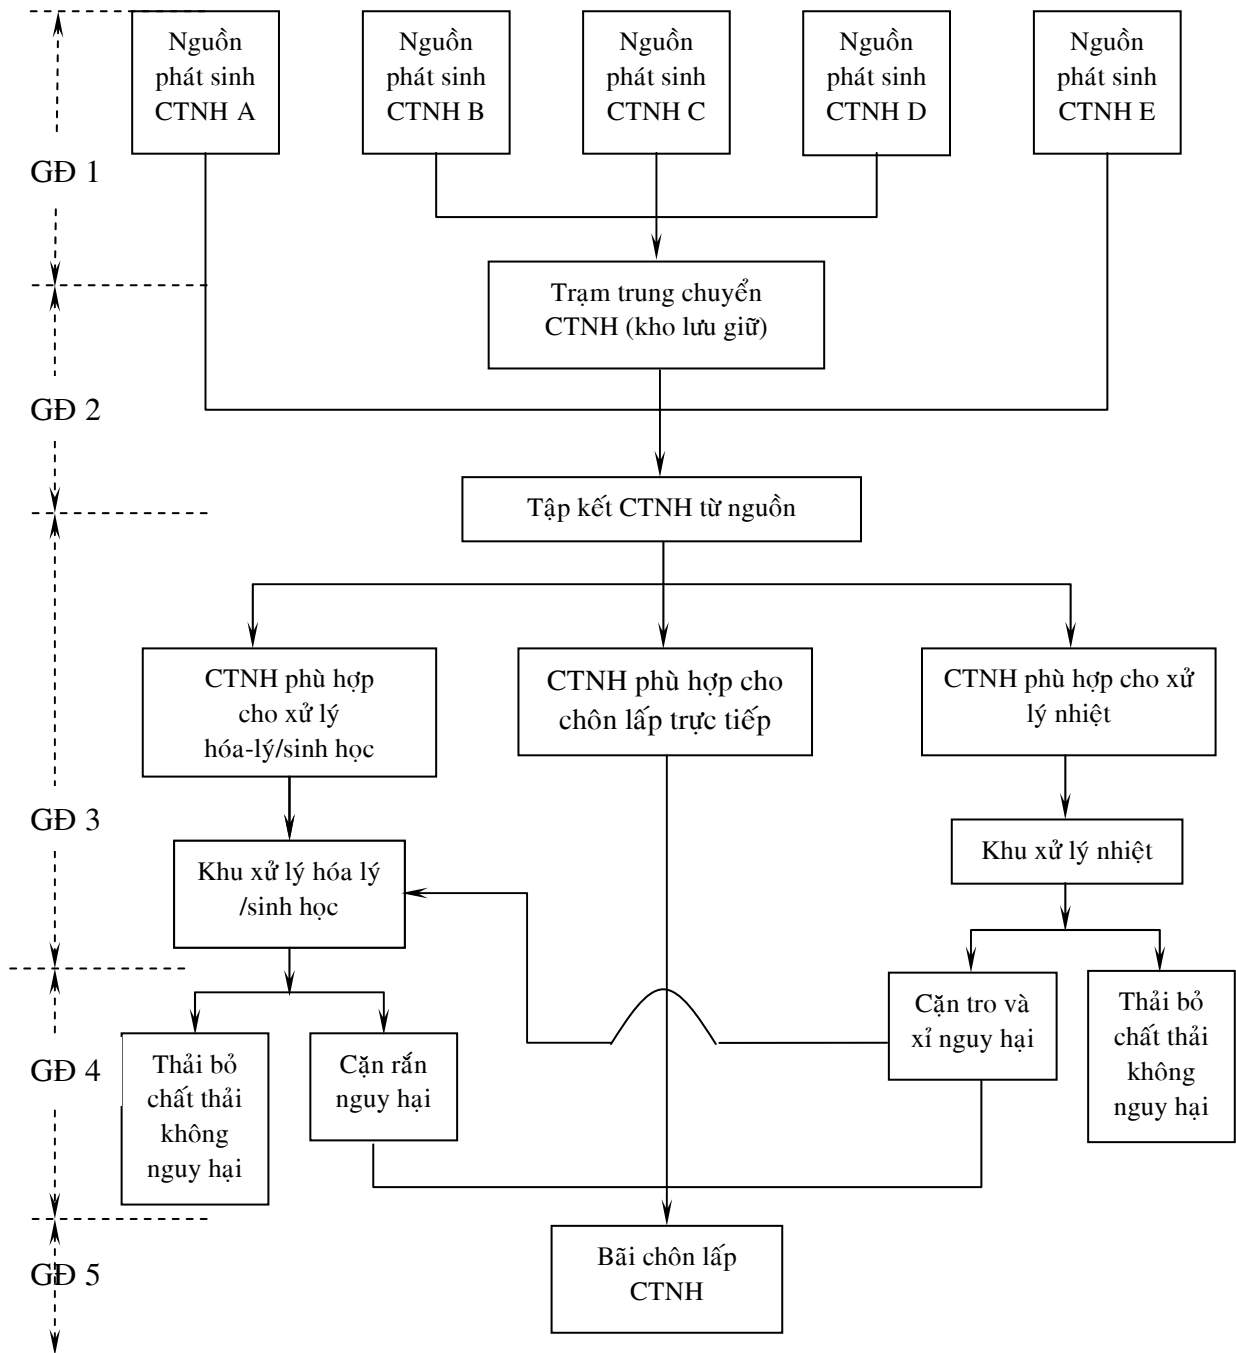 Nguồn
phát sinh
CTNH A
Nguồn
phát sinh
CTNH B
Nguồn
phát sinh
CTNH C
Nguồn
phát sinh
CTNH D
Nguồn
phát sinh
CTNH E
GĐ 1
Trạm trung chuyển
CTNH (kho lưu giữ)
GĐ 2
Tập kết CTNH từ nguồn
CTNH phù hợp
cho xử lý
hóa-lý/sinh học
CTNH phù hợp cho
chôn lấp trực tiếp
CTNH phù hợp cho xử
lý nhiệt
GĐ 3
Khu xử lý hóa lý
/sinh học
Khu xử lý nhiệt
GĐ 4
Thải bỏ
chất thải
không
nguy hại
Cặn rắn
nguy hại
Cặn tro và
xỉ nguy hại
Thải bỏ
chất thải
không
nguy hại
GĐ 5
Bãi chôn lấp
CTNH